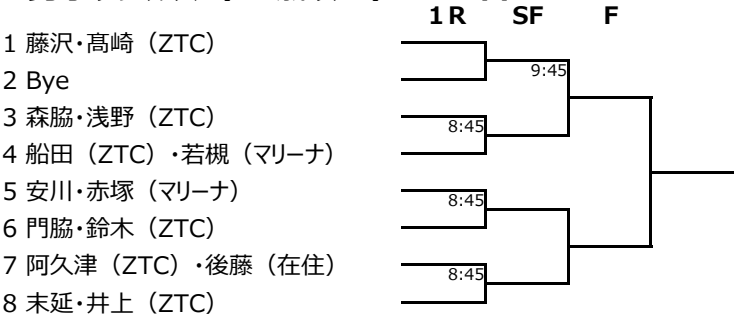 1R SF F
1 藤沢・髙崎（ZTC）
2 Bye
9:45
3 森脇・浅野（ZTC）
8:45
4 船田（ZTC）・若槻（マリーナ）
5 安川・赤塚（マリーナ）
8:45
6 門脇・鈴木（ZTC）
7 阿久津（ZTC）・後藤（在住）
8:45
8 末延・井上（ZTC）